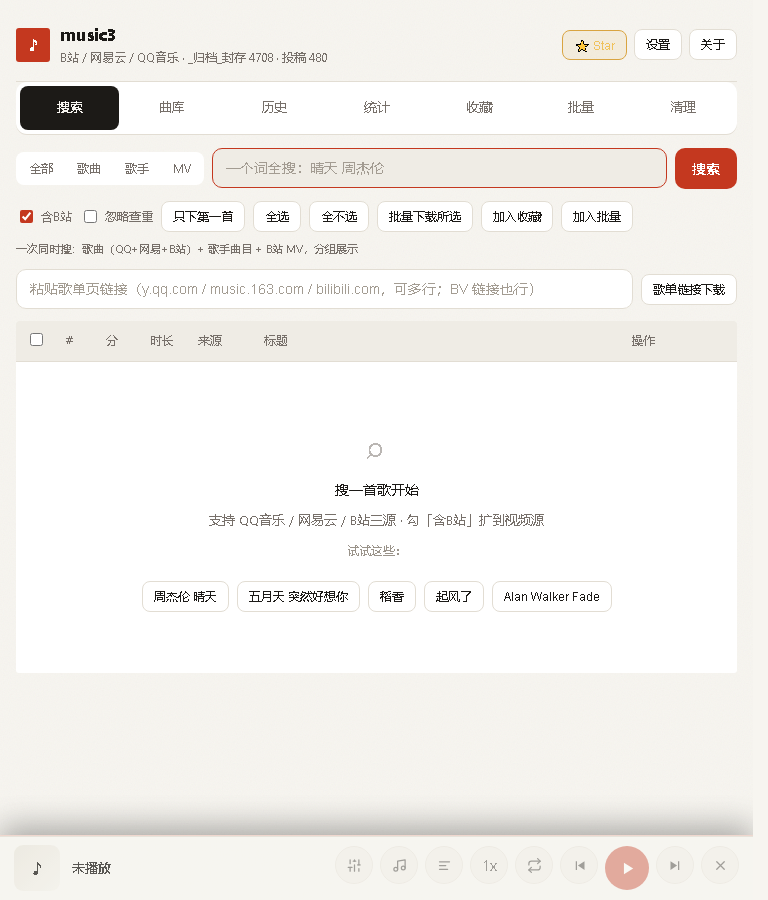 music3
B站 / 网易云 / QQ音乐 · _归档_封存 4708 · 投稿 480
Star
设置
关于
搜索
曲库
历史
统计
收藏
批量
清理
全部
歌曲
歌手
MV
一个词全搜：晴天 周杰伦
搜索
含B站
忽略查重
只下第一首
全选
全不选
批量下载所选
加入收藏
加入批量
一次同时搜：歌曲（QQ+网易+B站）+ 歌手曲目 + B站 MV，分组展示
粘贴歌单页链接（y.qq.com / music.163.com / bilibili.com，可多行；BV 链接也行）
歌单链接下载
# 分 时长 来源 标题 操作
搜一首歌开始
支持 QQ音乐 / 网易云 / B站三源 · 勾「含B站」扩到视频源
试试这些：
周杰伦 晴天
五月天 突然好想你
稻香
起风了
Alan Walker Fade
未播放
1x